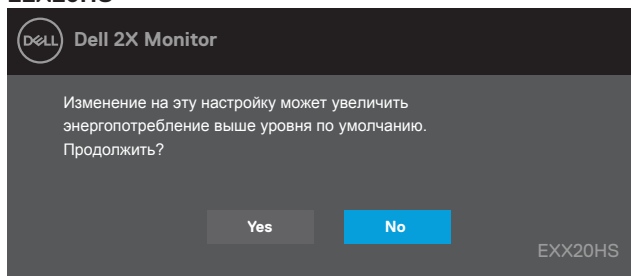 DELL
Dell 2X Monitor
Изменение на эту настройку может увеличить
энергопотребление выше уровня по умолчанию.
Продолжить?
Yes
No
EXX20HS